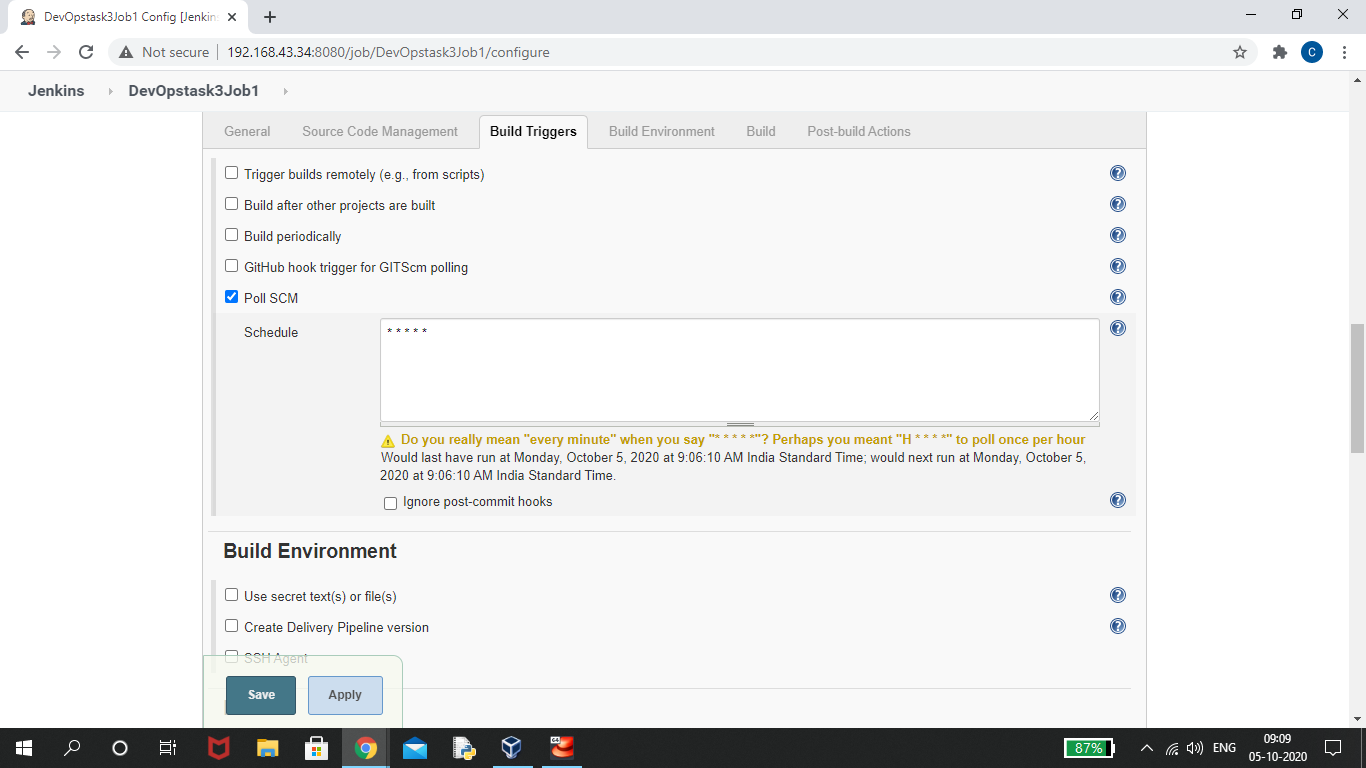 DevOpstask3Job1 Config [Jenkin
Not secure
192.168.43.34:8080/job/DevOpstask3Job1/configure
C
Jenkins
DevOpstask3Job1
General
Source Code Management
Build Triggers
Build Environment
Build
Post-build Actions
Trigger builds remotely (e.g., from scripts)
Build after other projects are built
Build periodically
GitHub hook trigger for GITScm polling
Poll SCM
Schedule
* * * * *
Do you really mean "every minute" when you say "* * * * *"? Perhaps you meant "H * * * *" to poll once per hour
Would last have run at Monday, October 5, 2020 at 9:06:10 AM India Standard Time; would next run at Monday, October 5,
2020 at 9:06:10 AM India Standard Time.
Ignore post-commit hooks
Build Environment
Use secret text(s) or file(s)
Create Delivery Pipeline version
SSH Agent
Save
Apply
64
87%
ENG
09:09
05-10-2020